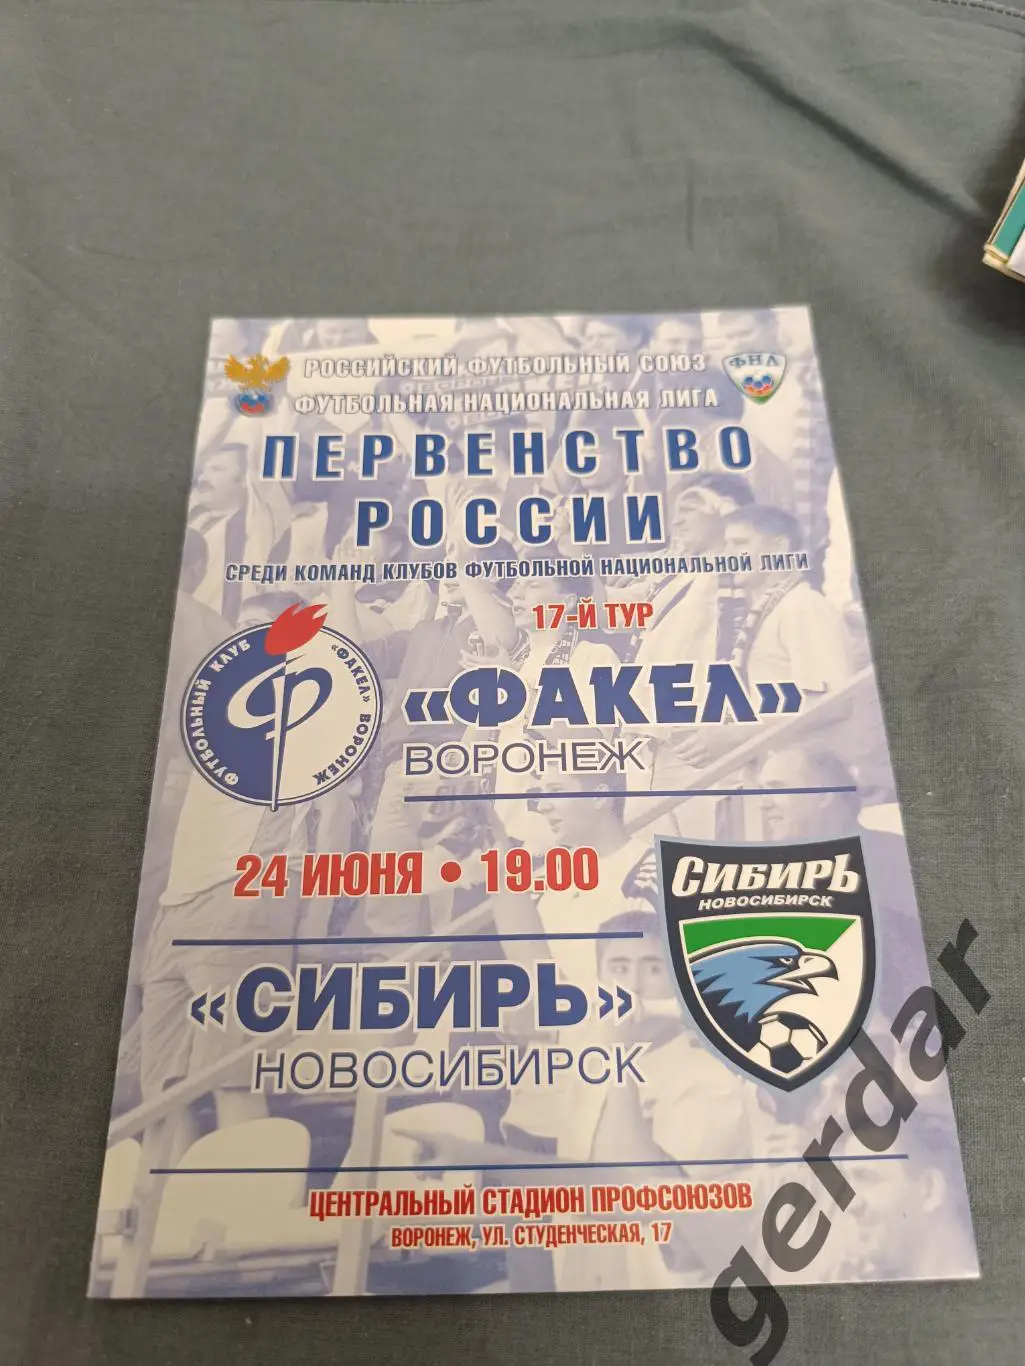 РОССИЙСКИЙ ФУТБОЛЬНЫЙ СОЮЗ
ФНЛ
ФУТБОЛЬНАЯ НАЦИОНАЛЬНАЯ ЛИГА
ПЕРВЕНСТВО
РОССИИ
СРЕДИ КОМАНД КЛУБОВ ФУТБОЛЬНОЙ НАЦИОНАЛЬНОЙ ЛИГИ
17-Й ТУР
ФУТБОЛЬНЫЙ КЛУБ «ФАКЕЛ» ВОРОНЕЖ
«ФАКЕЛ»
ВОРОНЕЖ
24 ИЮНЯ • 19.00
СИБИРЬ
НОВОСИБИРСК
«СИБИРЬ»
НОВОСИБИРСК
ЦЕНТРАЛЬНЫЙ СТАДИОН ПРОФСОЮЗОВ
ВОРОНЕЖ, УЛ. СТУДЕНЧЕСКАЯ, 17
gerdar